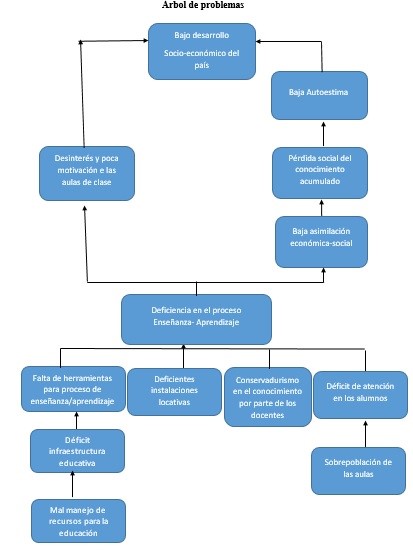 Arbol de problemas
Bajo desarrollo
Socio-económico del
país
Baja Autoestima
Desinterés y poca
motivación e las
aulas de clase
Pérdida social del
conocimiento
acumulado
Baja asimilación
económica-social
Deficiencia en el proceso
Enseñanza- Aprendizaje
Falta de herramientas
para proceso de
enseñanza/aprendizaje
Deficientes
instalaciones
locativas
Conservadurismo
en el conocimiento
por parte de los
docentes
Déficit de atención
en los alumnos
Déficit
infraestructura
educativa
Sobrepoblación de
las aulas
Mal manejo de
recursos para la
educación